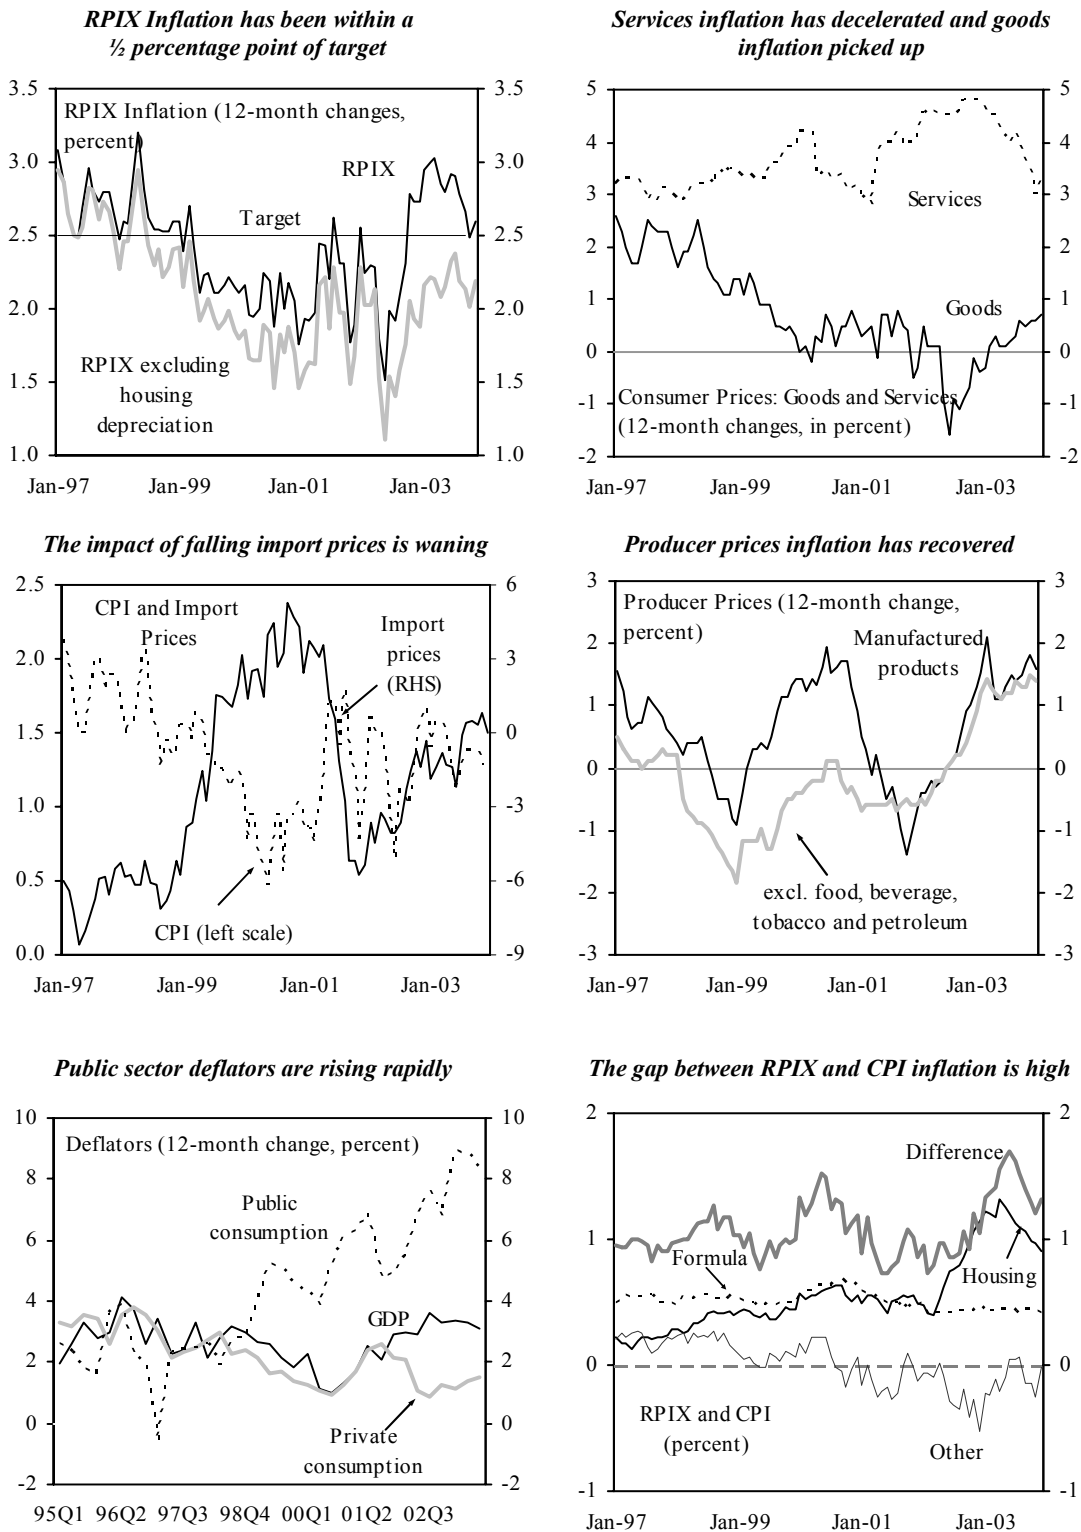 RPIX Inflation has been within a
½ percentage point of target
3.5
3.0
2.5
2.0
1.5
1.0
RPIX Inflation (12-month changes,
percent)
RPIX
Target
RPIX excluding
housing
depreciation
3.5
3.0
2.5
2.0
1.5
1.0
Jan-97
Jan-99
Jan-01
Jan-03
Services inflation has decelerated and goods
inflation picked up
5
4
3
2
1
0
-1
-2
Services
Goods
Consumer Prices: Goods and Services
(12-month changes, in percent)
5
4
3
2
1
0
-1
-2
Jan-97
Jan-99
Jan-01
Jan-03
The impact of falling import prices is waning
2.5
2.0
1.5
1.0
0.5
0.0
CPI and Import
Prices
Import
prices
(RHS)
CPI (left scale)
6
3
0
-3
-6
-9
Jan-97
Jan-99
Jan-01
Jan-03
Producer prices inflation has recovered
3
2
1
0
-1
-2
-3
Producer Prices (12-month change,
percent)
Manufactured
products
excl. food, beverage,
tobacco and petroleum
3
2
1
0
-1
-2
-3
Jan-97
Jan-99
Jan-01
Jan-03
Public sector deflators are rising rapidly
10
8
6
4
2
0
-2
Deflators (12-month change, percent)
Public
consumption
GDP
Private
consumption
10
8
6
4
2
0
-2
95Q1
96Q2
97Q3
98Q4
00Q1
01Q2
02Q3
The gap between RPIX and CPI inflation is high
2
1
0
-1
Difference
Formula
Housing
RPIX and CPI
(percent)
Other
2
1
0
-1
Jan-97
Jan-99
Jan-01
Jan-03